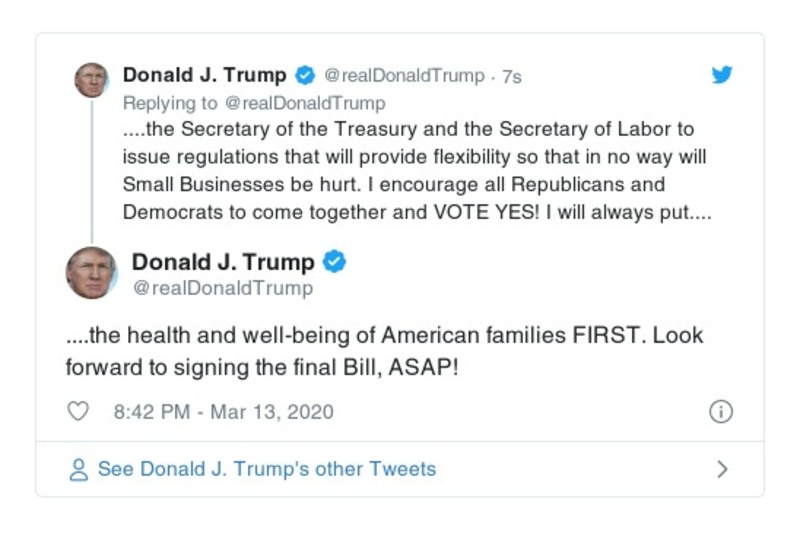 Donald J. Trump @realDonaldTrump · 7s
Replying to @realDonaldTrump
....the Secretary of the Treasury and the Secretary of Labor to
issue regulations that will provide flexibility so that in no way will
Small Businesses be hurt. I encourage all Republicans and
Democrats to come together and VOTE YES! I will always put....
Donald J. Trump
@realDonaldTrump
....the health and well-being of American families FIRST. Look
forward to signing the final Bill, ASAP!
8:42 PM - Mar 13, 2020
See Donald J. Trump's other Tweets